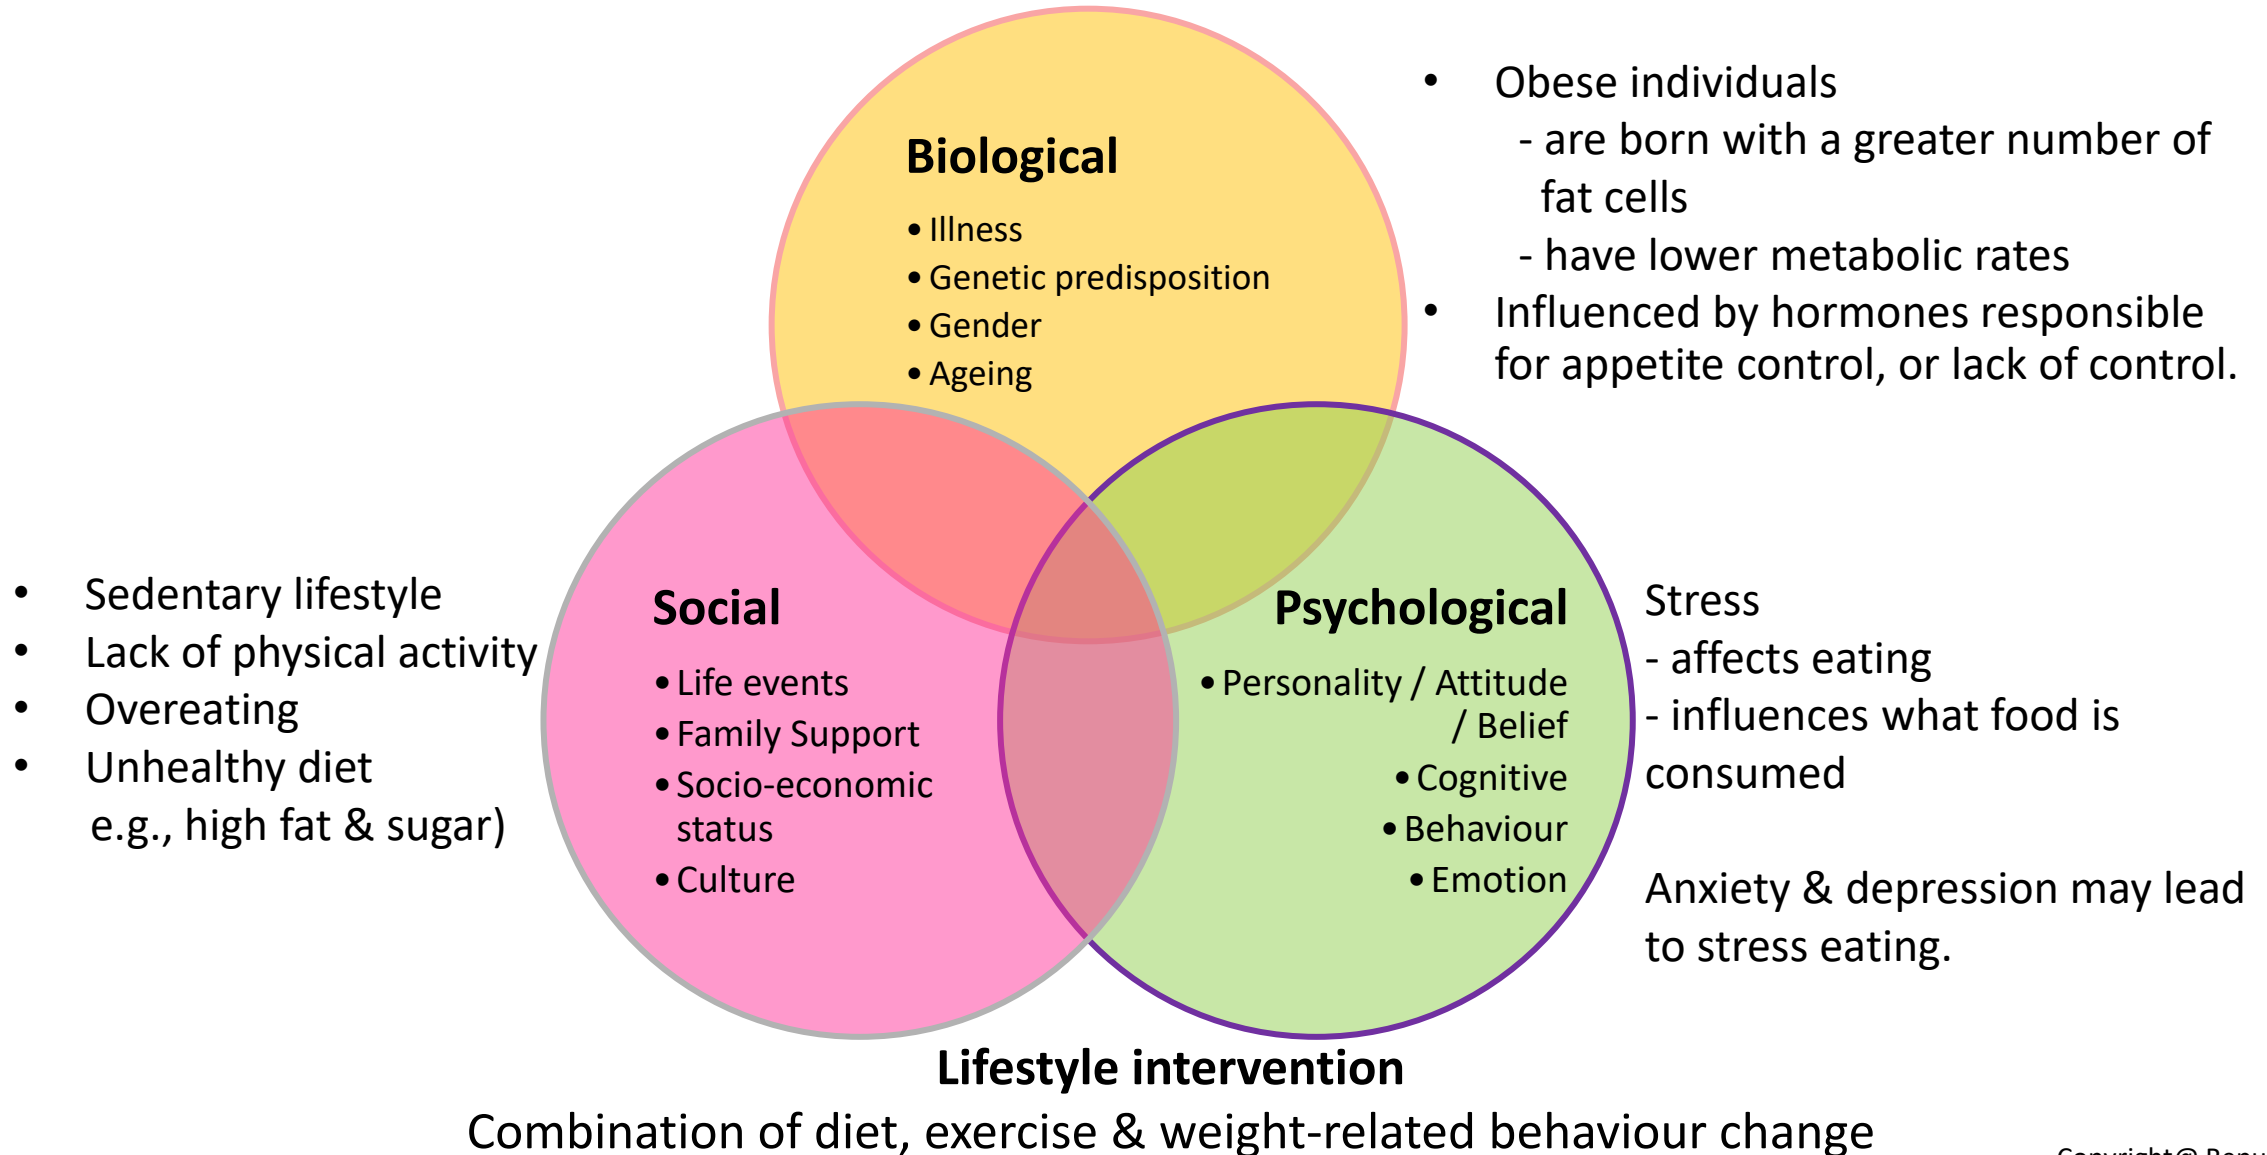 Biological
• Illness
• Genetic predisposition
• Gender
• Ageing
• Obese individuals
- are born with a greater number of
fat cells
- have lower metabolic rates
• Influenced by hormones responsible
for appetite control, or lack of control.
• Sedentary lifestyle
• Lack of physical activity
• Overeating
• Unhealthy diet
e.g., high fat & sugar)
Social
• Life events
• Family Support
• Socio-economic
status
• Culture
Psychological
• Personality / Attitude
/ Belief
• Cognitive
• Behaviour
• Emotion
Stress
- affects eating
- influences what food is
consumed
Anxiety & depression may lead
to stress eating.
Lifestyle intervention
Combination of diet, exercise & weight-related behaviour change